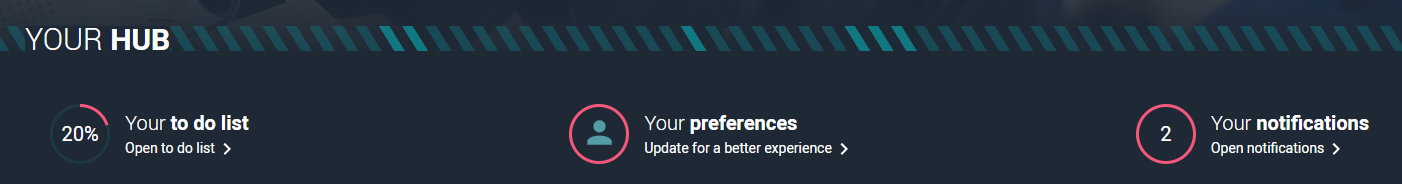 YOUR HUB
20%
Your to do list
Open to do list
Your preferences
Update for a better experience
2
Your notifications
Open notifications